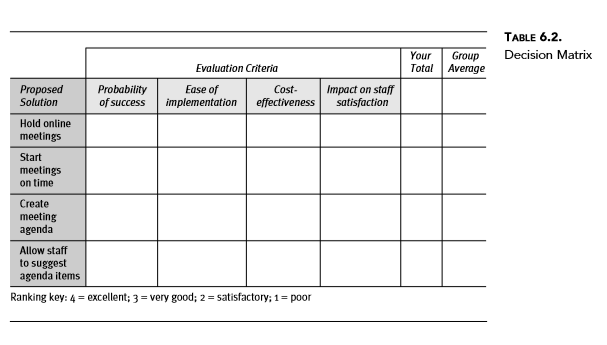 TABLE 6.2.
Decision Matrix
Evaluation Criteria
Your
Total
Group
Average
Proposed
Solution
Probability
of success
Ease of
implementation
Cost-
effectiveness
Impact on staff
satisfaction
Hold online
meetings
Start
meetings
on time
Create
meeting
agenda
Allow staff
to suggest
agenda items
Ranking key: 4 = excellent; 3 = very good; 2 = satisfactory; 1 = poor